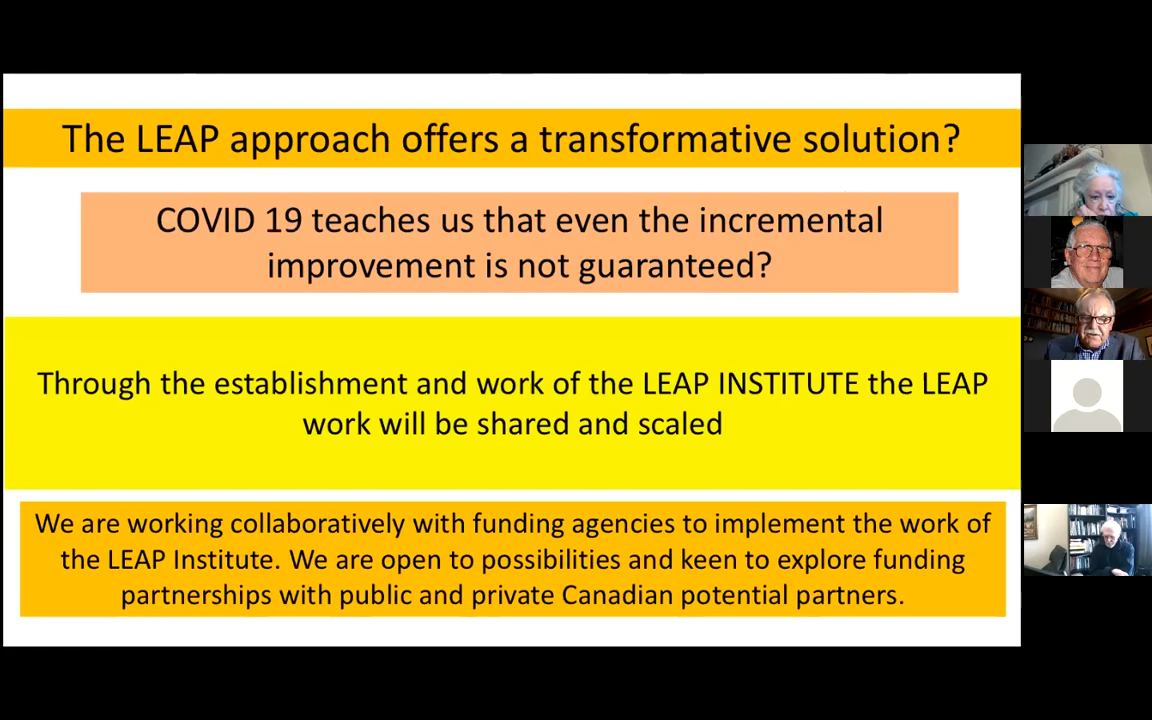 The LEAP approach offers a transformative solution?
COVID 19 teaches us that even the incremental
improvement is not guaranteed?
Through the establishment and work of the LEAP INSTITUTE the LEAP
work will be shared and scaled
We are working collaboratively with funding agencies to implement the work of
the LEAP Institute. We are open to possibilities and keen to explore funding
partnerships with public and private Canadian potential partners.